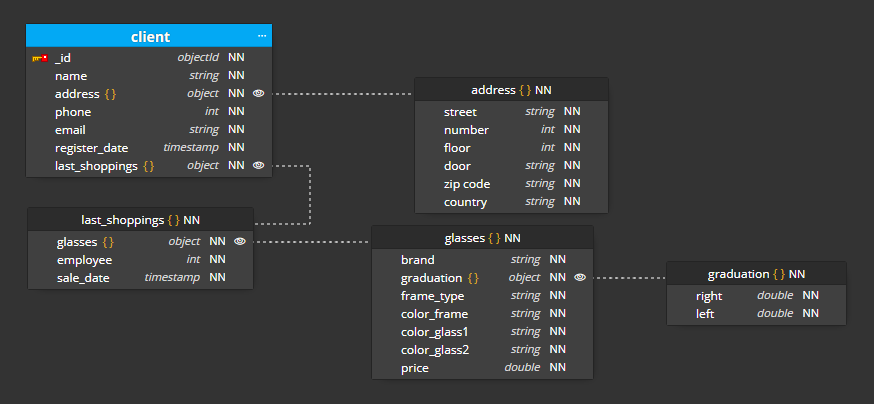 client ...
_id objectId NN
name string NN
address { } object NN
phone int NN
email string NN
register_date timestamp NN
last_shoppings { } object NN
address { } NN
street string NN
number int NN
floor int NN
door string NN
zip code string NN
country string NN
last_shoppings { } NN
glasses { } object NN
employee int NN
sale_date timestamp NN
glasses { } NN
brand string NN
graduation { } object NN
frame_type string NN
color_frame string NN
color_glass1 string NN
color_glass2 string NN
price double NN
graduation { } NN
right double NN
left double NN